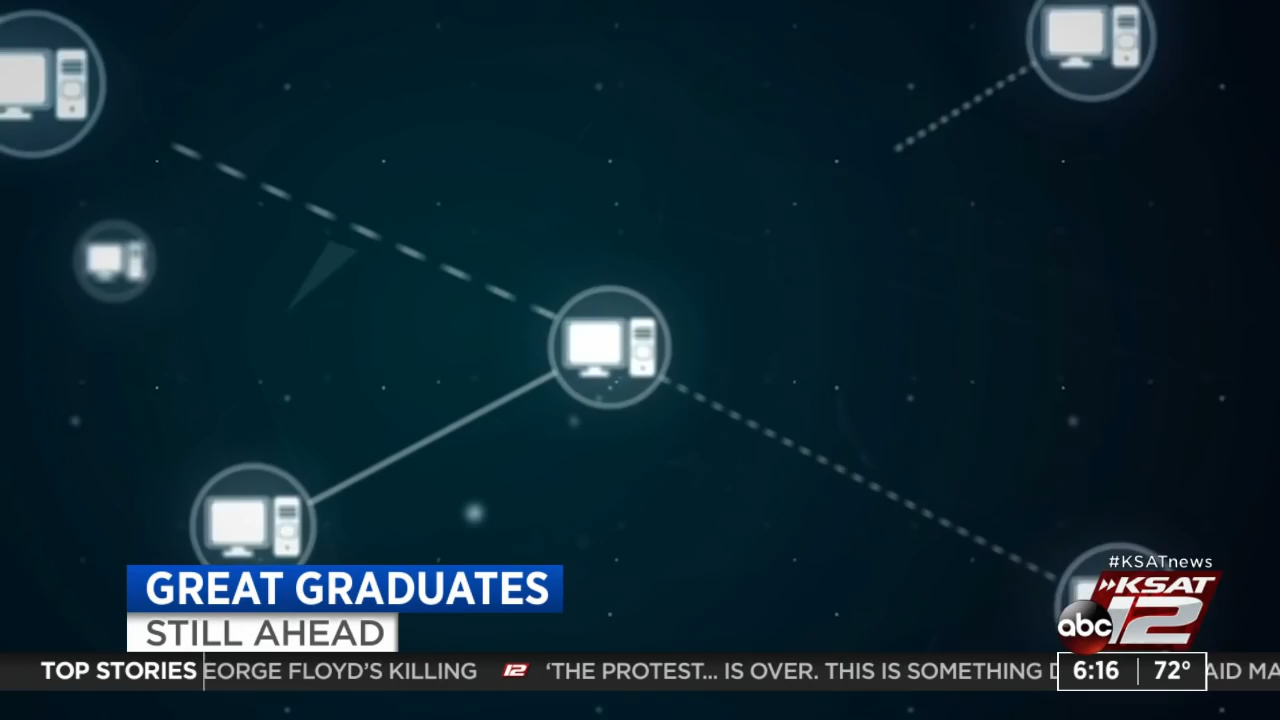 GREAT GRADUATES
STILL AHEAD
#KSATnews
KSAT
abc 12
TOP STORIES EORGE FLOYD'S KILLING 12 'THE PROTEST... IS OVER. THIS IS SOMETHING 6:16 72° AID MA